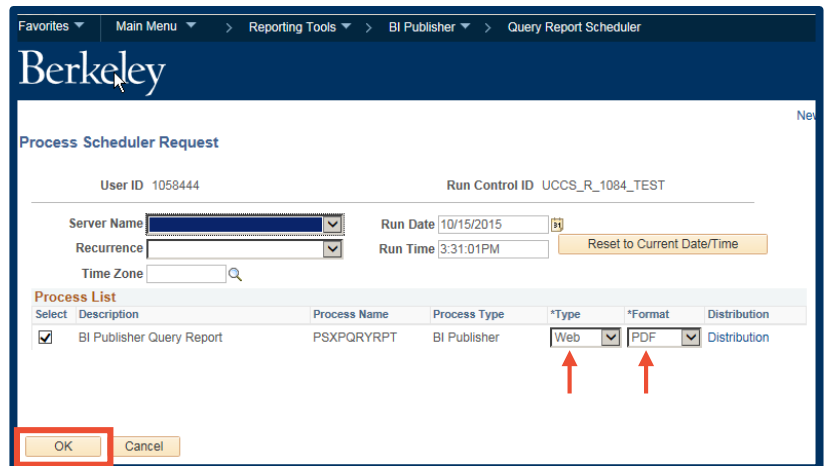 Favorites Main Menu > Reporting Tools > BI Publisher > Query Report Scheduler
Berkeley
New
Process Scheduler Request
User ID 1058444 Run Control ID UCCS_R_1084_TEST
Server Name Run Date 10/15/2015 31
Recurrence Run Time 3:31:01PM Reset to Current Date/Time
Time Zone
Process List
Select Description Process Name Process Type *Type *Format Distribution
BI Publisher Query Report PSXPQRYRPT BI Publisher Web PDF Distribution
OK Cancel